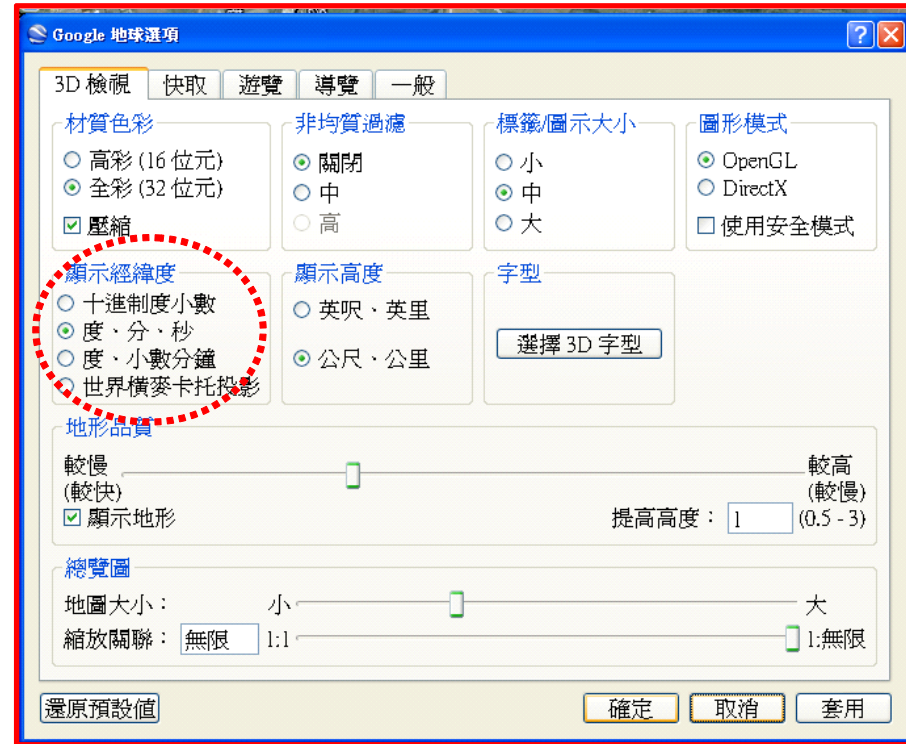 Google 地球選項
3D 檢視 快取 遊覽 導覽 一般
材質色彩 非均質過濾 標籤/圖示大小 圖形模式
高彩 (16 位元) 關閉 小 OpenGL
全彩 (32 位元) 中 中 DirectX
壓縮 高 大 使用安全模式
顯示經緯度 顯示高度 字型
十進制度小數 英呎、英里
度、分、秒 選擇 3D 字型
度、小數分鐘 公尺、公里
世界橫麥卡托投影
地形品質
較慢 較高
(較快) (較慢)
顯示地形 提高高度： 1 (0.5 - 3)
總覽圖
地圖大小： 小 大
縮放關聯： 無限 1:1 1:無限
還原預設值 確定 取消 套用